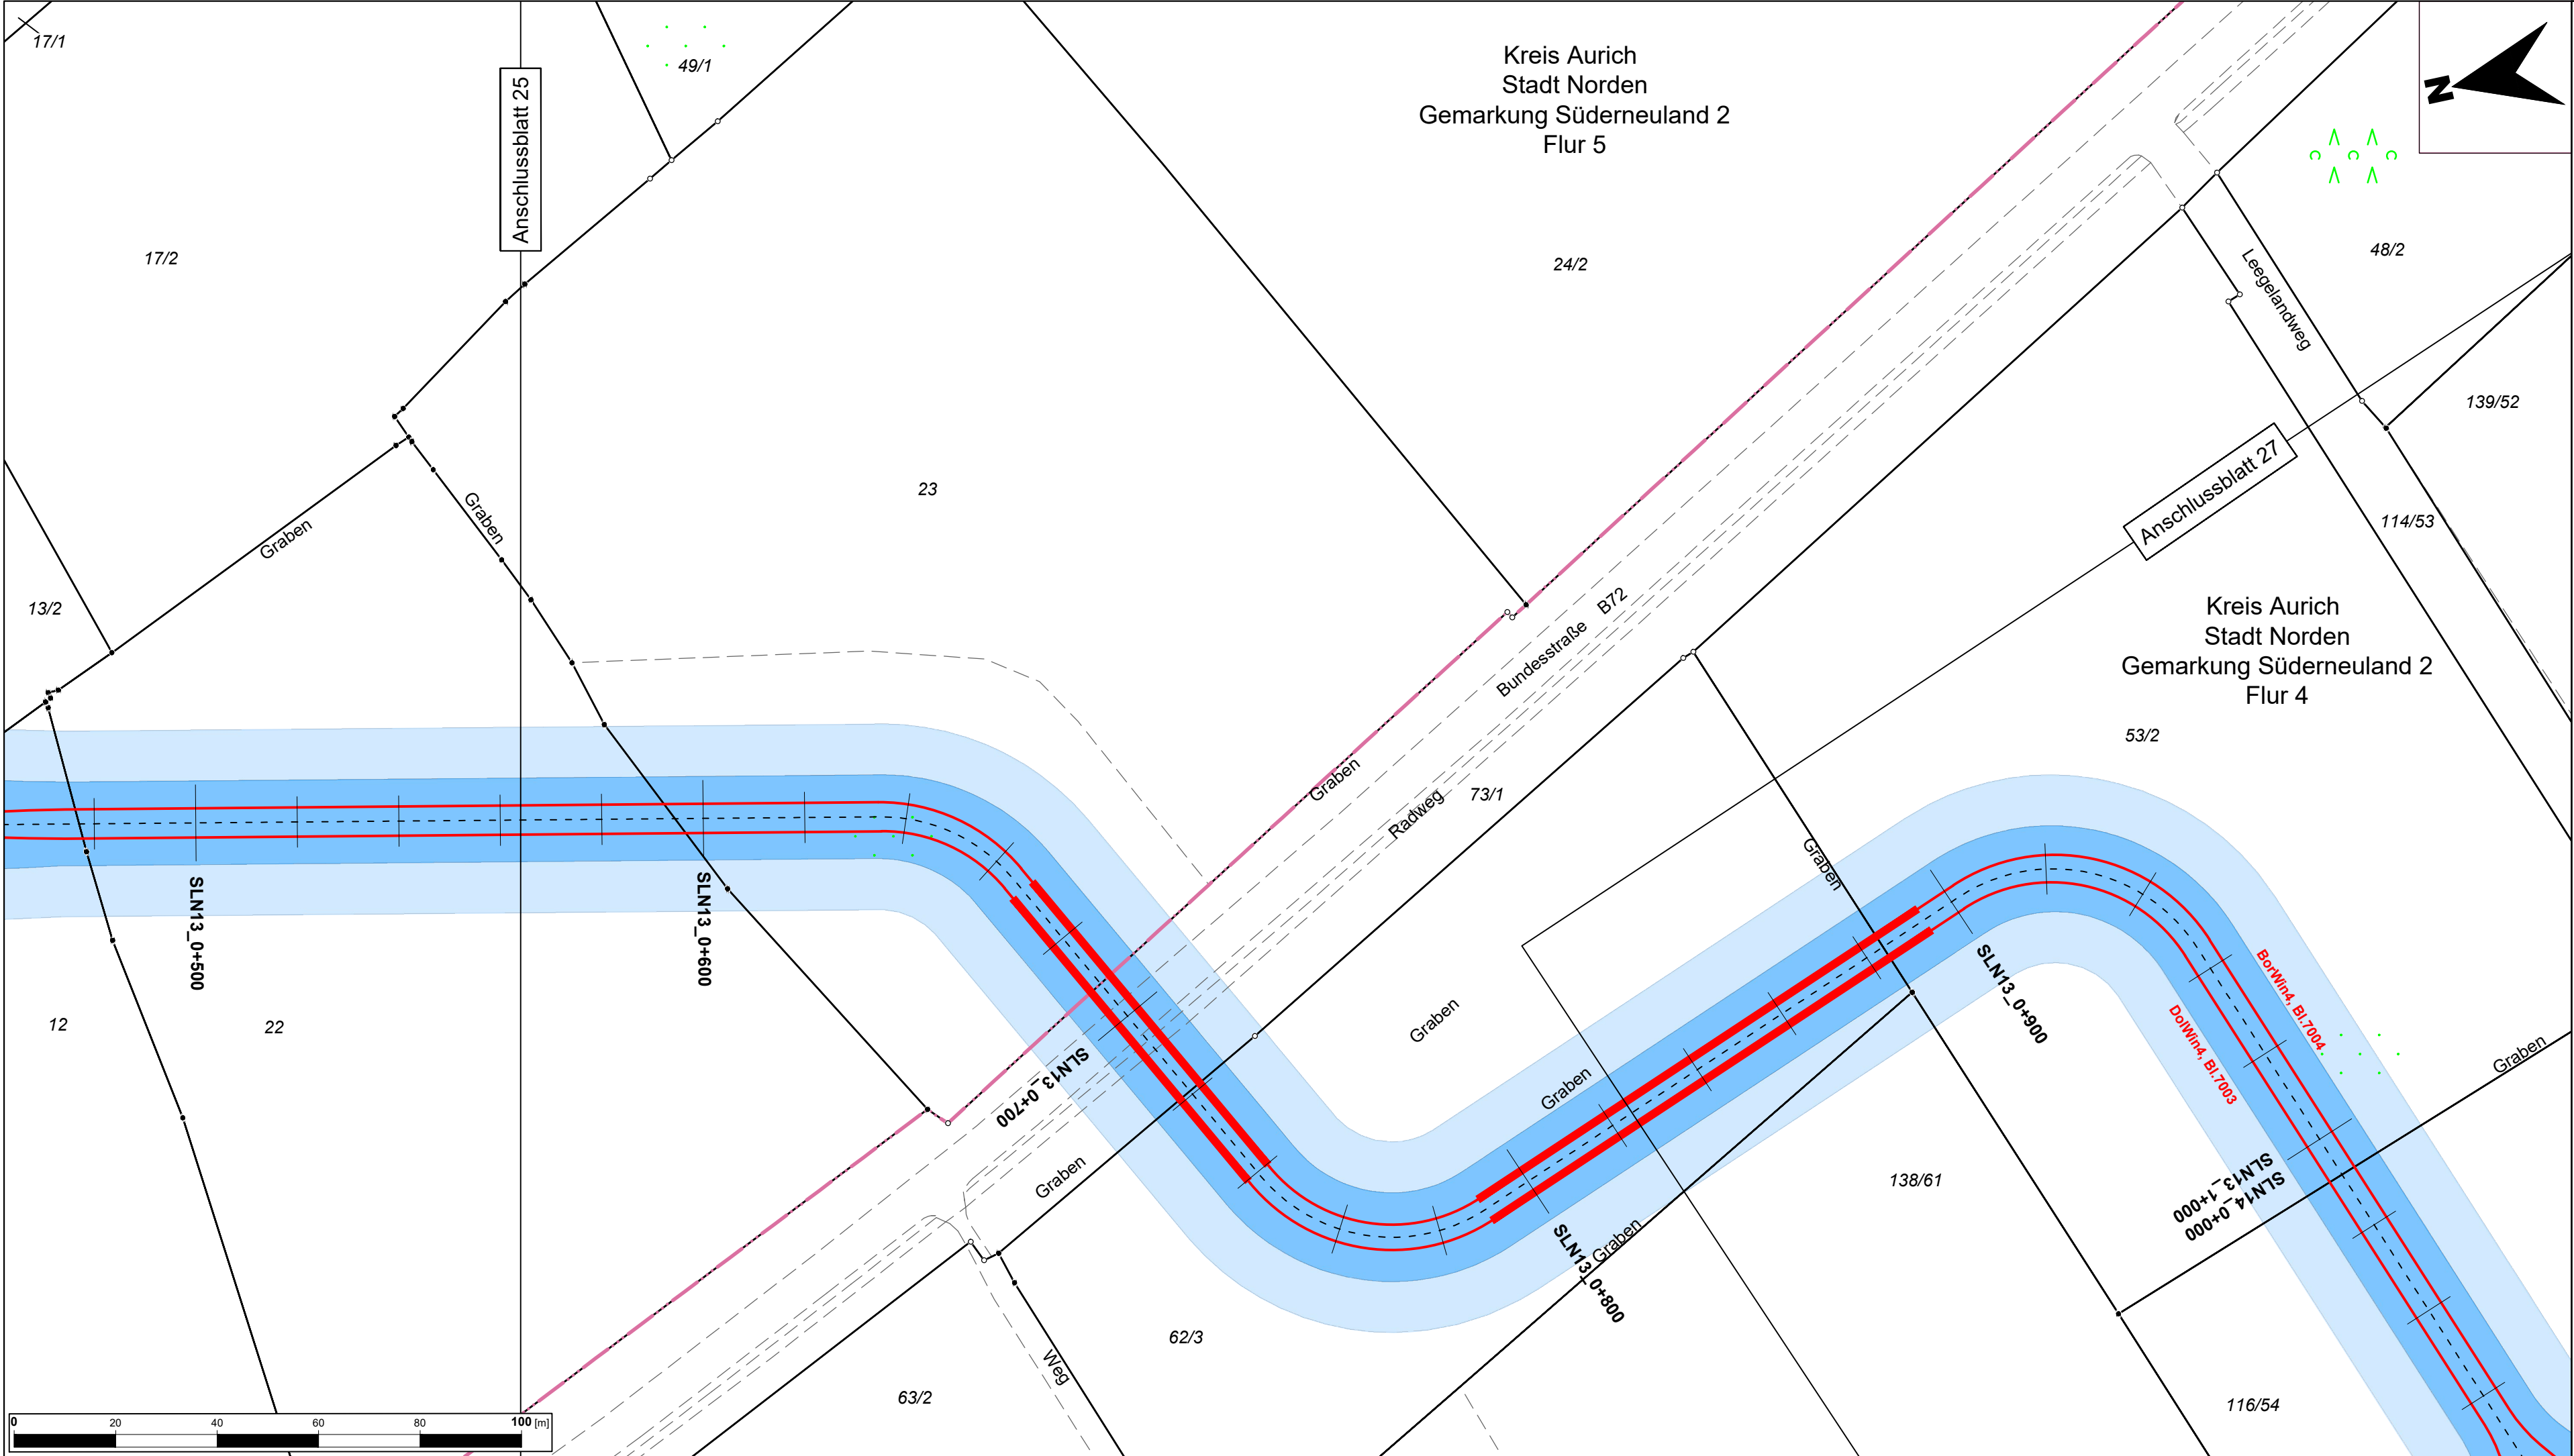 17/1
49/1
Anschlussblatt 25
Kreis Aurich
Stadt Norden
Gemarkung Süderneuland 2
Flur 5
N
17/2
24/2
48/2
Leegelandweg
139/52
Anschlussblatt 27
114/53
23
Graben
Graben
13/2
Bundesstraße B72
Kreis Aurich
Stadt Norden
Gemarkung Süderneuland 2
Flur 4
53/2
Graben
Radweg
73/1
Graben
SLN13_0+500
SLN13_0+600
SLN13_0+700
SLN13_0+900
BorWin4, Bl.7004
DolWin4, Bl.7003
12
22
Graben
Graben
Graben
Graben
SLN13_1+000
SLN14_0+000
138/61
Graben
SLN13_0+800
62/3
Weg
63/2
116/54
0 20 40 60 80 100 [m]